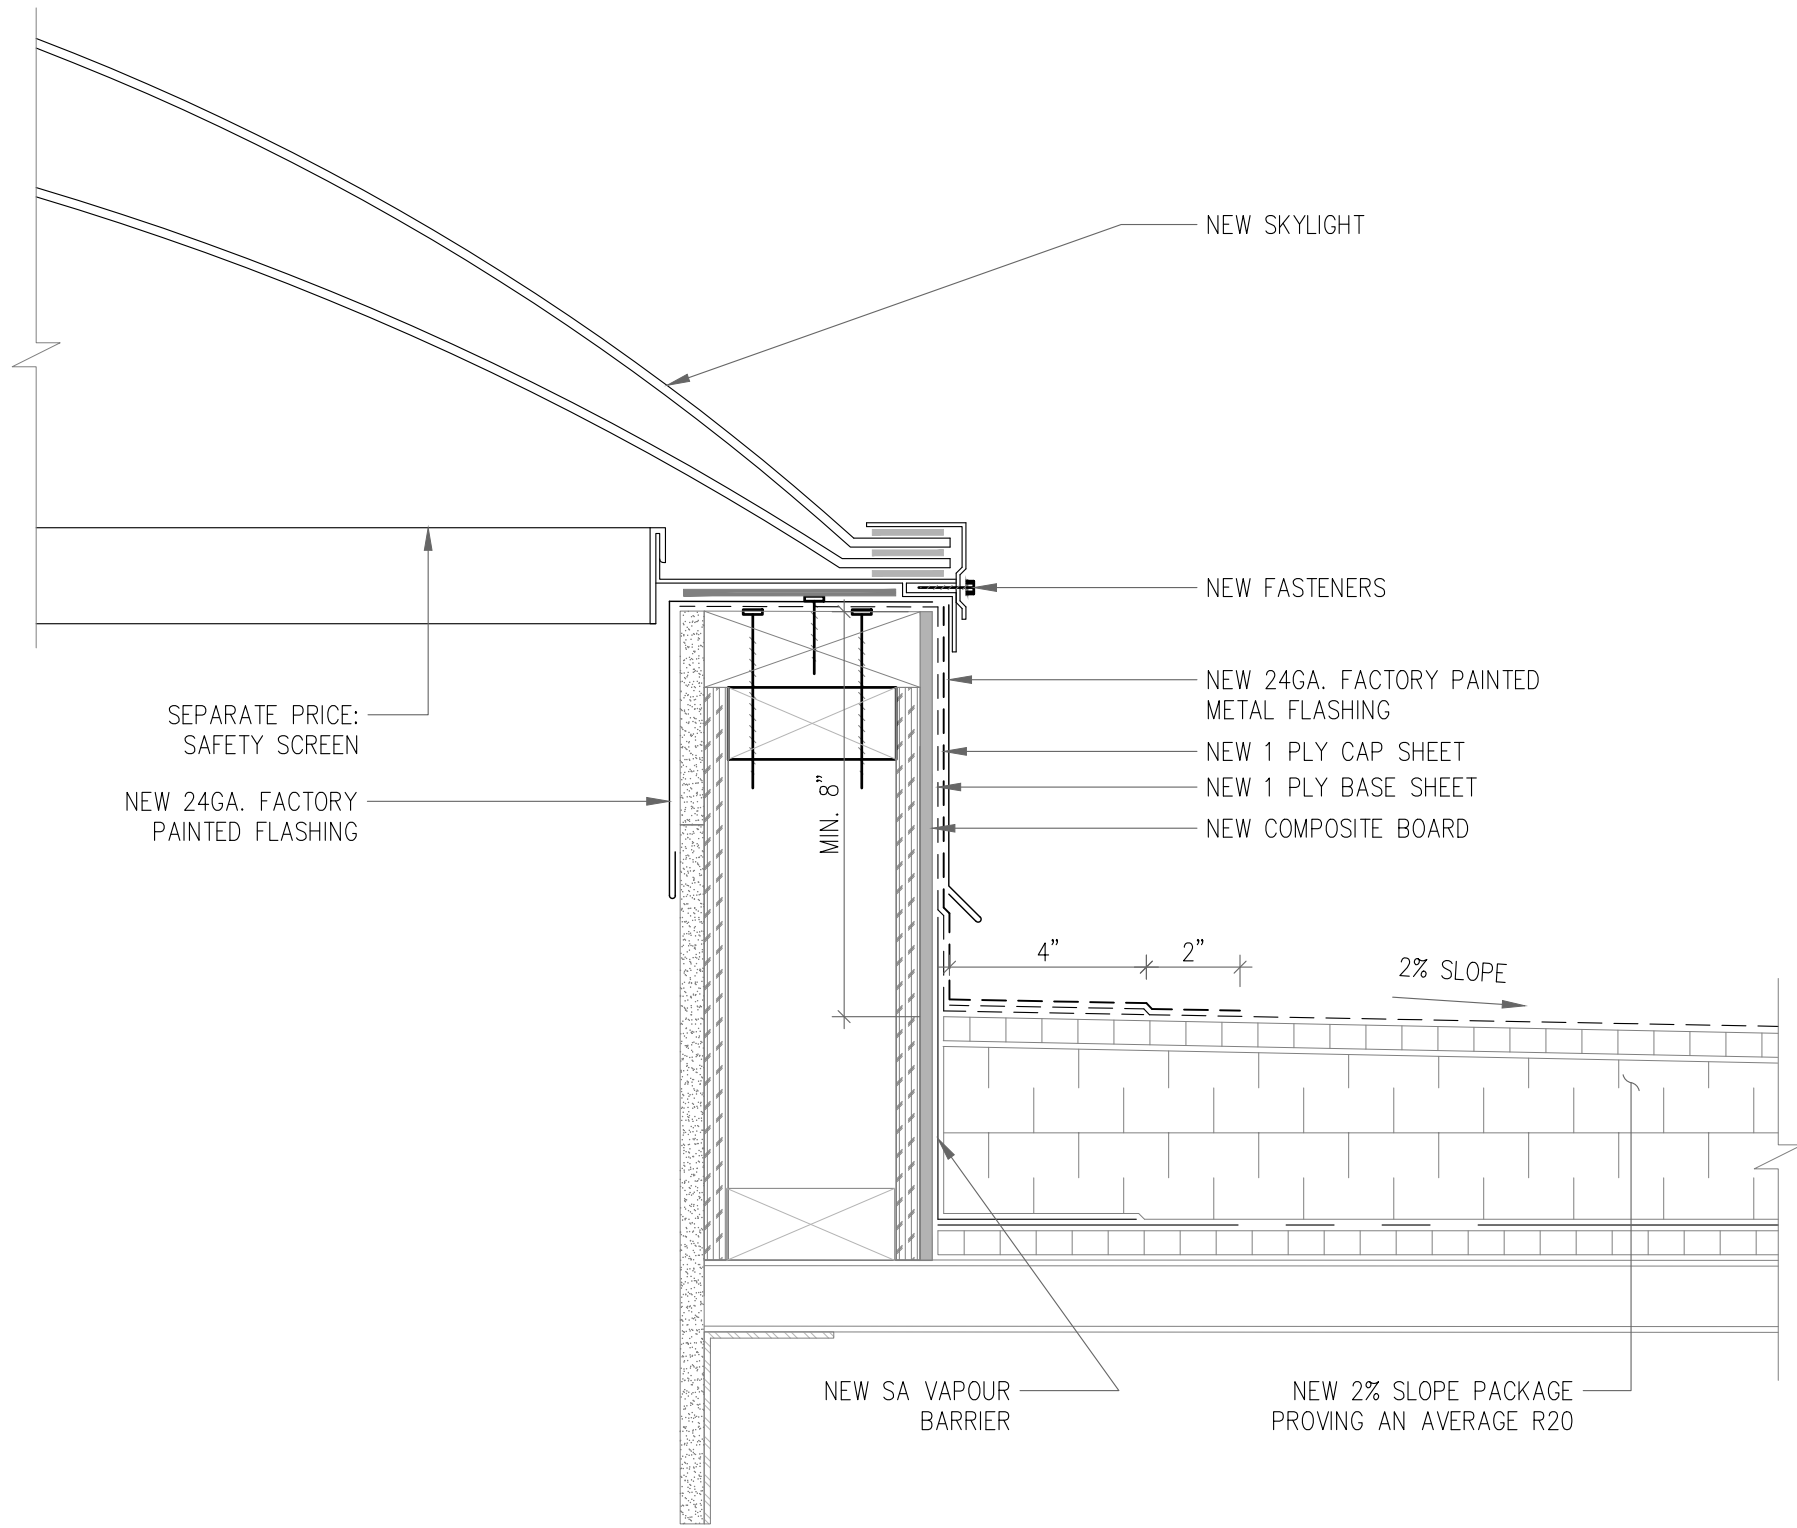 NEW SKYLIGHT
NEW FASTENERS
NEW 24GA. FACTORY PAINTED
METAL FLASHING
NEW 1 PLY CAP SHEET
NEW 1 PLY BASE SHEET
NEW COMPOSITE BOARD
SEPARATE PRICE:
SAFETY SCREEN
NEW 24GA. FACTORY
PAINTED FLASHING
MIN. 8"
4"
2"
2% SLOPE
NEW SA VAPOUR
BARRIER
NEW 2% SLOPE PACKAGE
PROVING AN AVERAGE R20